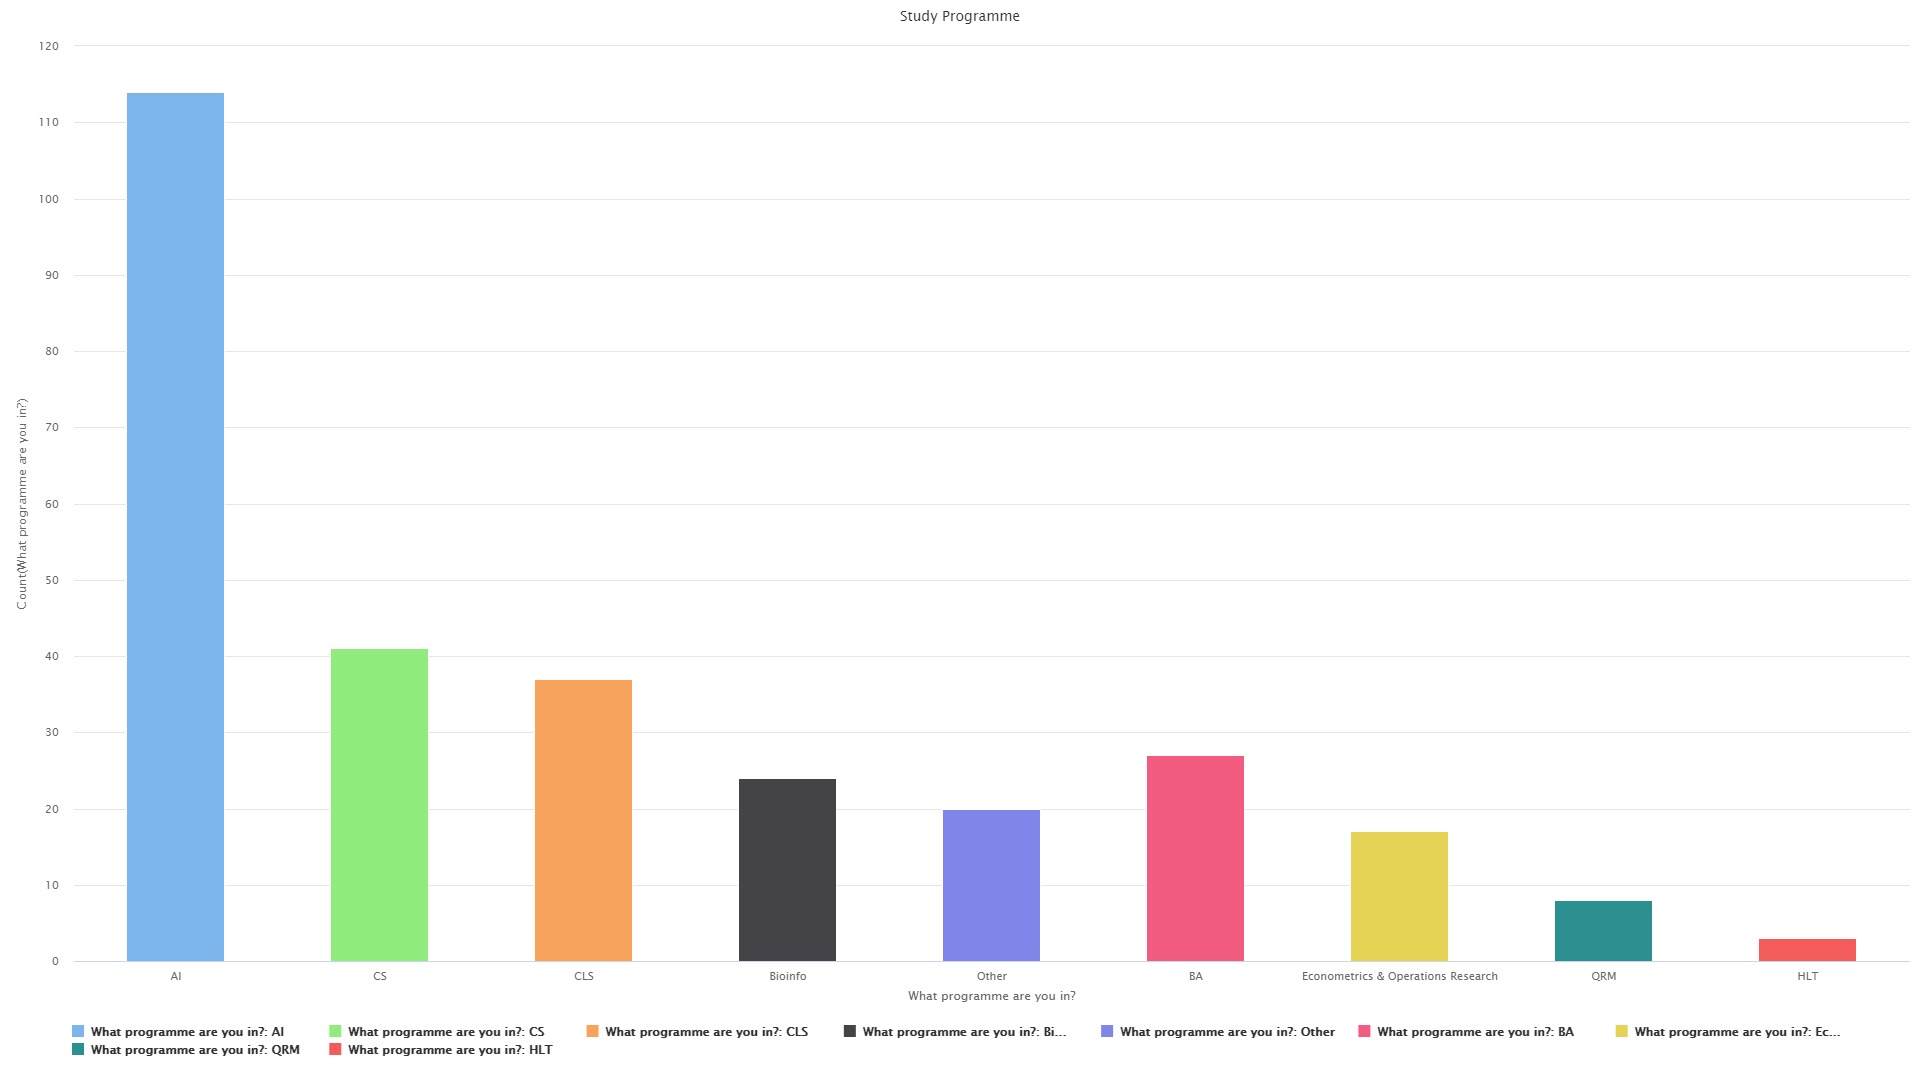 Study Programme
120
110
100
90
80
70
60
50
40
30
20
10
0
Count(What programme are you in?)
AI CS CLS Bioinfo Other BA Econometrics & Operations Research QRM HLT
What programme are you in?
What programme are you in?: AI What programme are you in?: CS What programme are you in?: CLS What programme are you in?: Bi... What programme are you in?: Other What programme are you in?: BA What programme are you in?: Ec...
What programme are you in?: QRM What programme are you in?: HLT